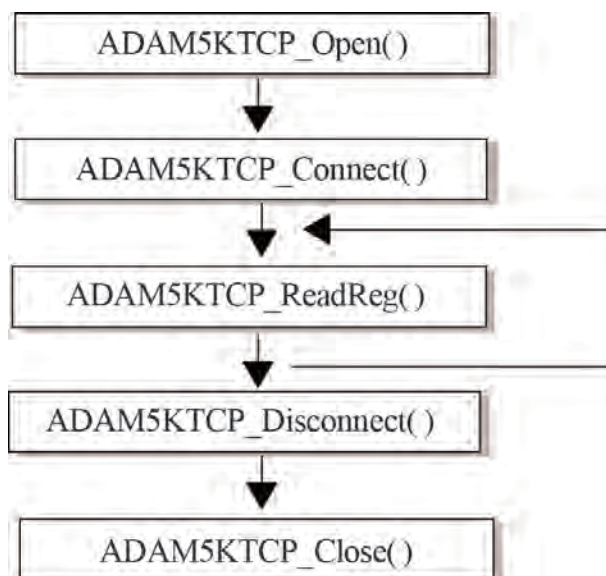 ADAM5KTCP_Open( )
ADAM5KTCP_Connect( )
ADAM5KTCP_ReadReg( )
ADAM5KTCP_Disconnect( )
ADAM5KTCP_Close( )